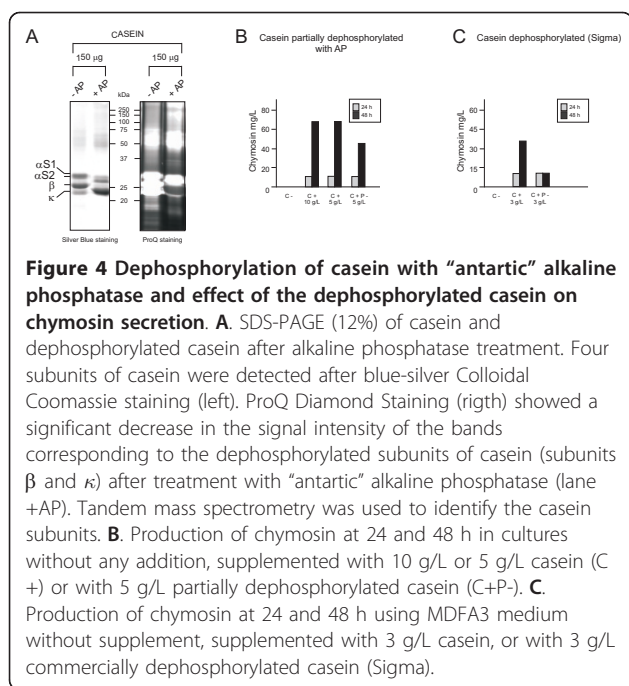 A
CASEIN
150 µg
150 µg
- AP
+ AP
kDa
- AP
+ AP
250
150
100
75
50
37
25
20
αS1
αS2
β
κ
Silver Blue staining
ProQ staining
B
Casein partially dephosphorylated
with AP
24 h
48 h
Chymosin mg/L
80
60
40
20
0
C -
C +
10 g/L
C +
5 g/L
C + P -
5 g/L
C
Casein dephosphorylated (Sigma)
24 h
48 h
Chymosin mg/L
60
45
30
15
0
C -
C +
3 g/L
C + P -
3 g/L
Figure 4 Dephosphorylation of casein with “antartic” alkaline
phosphatase and effect of the dephosphorylated casein on
chymosin secretion. A. SDS-PAGE (12%) of casein and
dephosphorylated casein after alkaline phosphatase treatment. Four
subunits of casein were detected after blue-silver Colloidal
Coomassie staining (left). ProQ Diamond Staining (rigth) showed a
significant decrease in the signal intensity of the bands
corresponding to the dephosphorylated subunits of casein (subunits
β and κ) after treatment with “antartic” alkaline phosphatase (lane
+AP). Tandem mass spectrometry was used to identify the casein
subunits. B. Production of chymosin at 24 and 48 h in cultures
without any addition, supplemented with 10 g/L or 5 g/L casein (C
+) or with 5 g/L partially dephosphorylated casein (C+P-). C.
Production of chymosin at 24 and 48 h using MDFA3 medium
without supplement, supplemented with 3 g/L casein, or with 3 g/L
commercially dephosphorylated casein (Sigma).